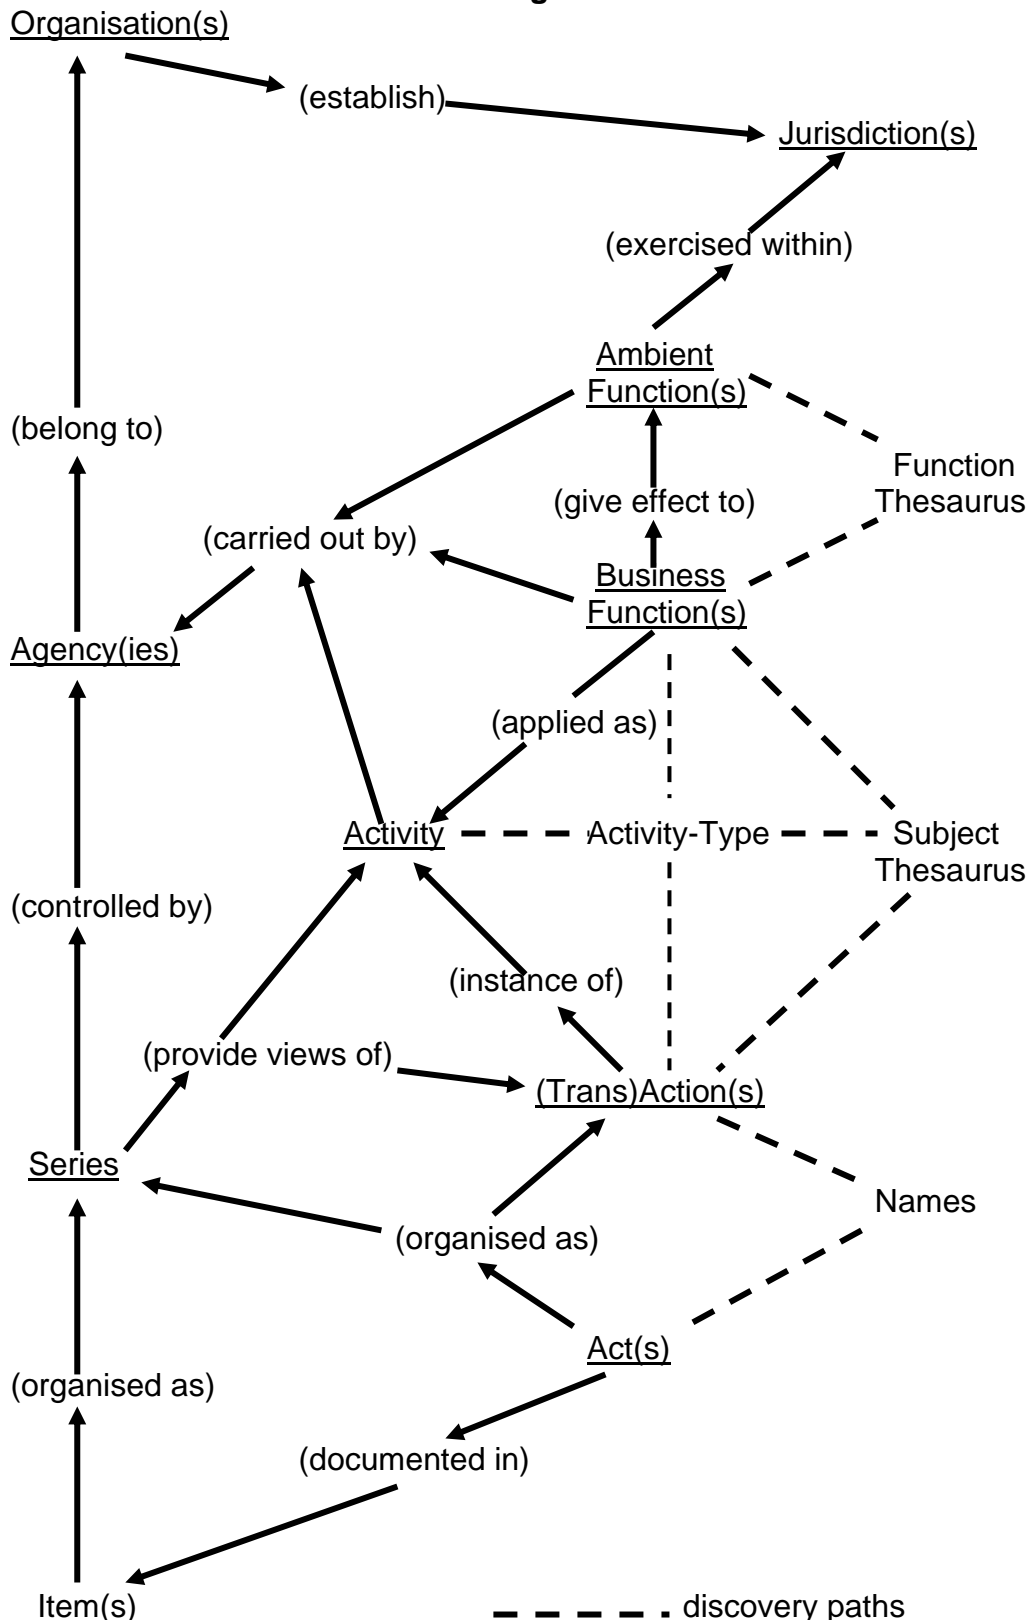 Organisation(s)
(establish)
Jurisdiction(s)
(exercised within)
Ambient
Function(s)
(belong to)
Function
Thesaurus
(give effect to)
(carried out by)
Business
Function(s)
Agency(ies)
(applied as)
Activity
Activity-Type
Subject
Thesaurus
(controlled by)
(instance of)
(provide views of)
(Trans)Action(s)
Series
Names
(organised as)
Act(s)
(organised as)
(documented in)
Item(s)
discovery paths